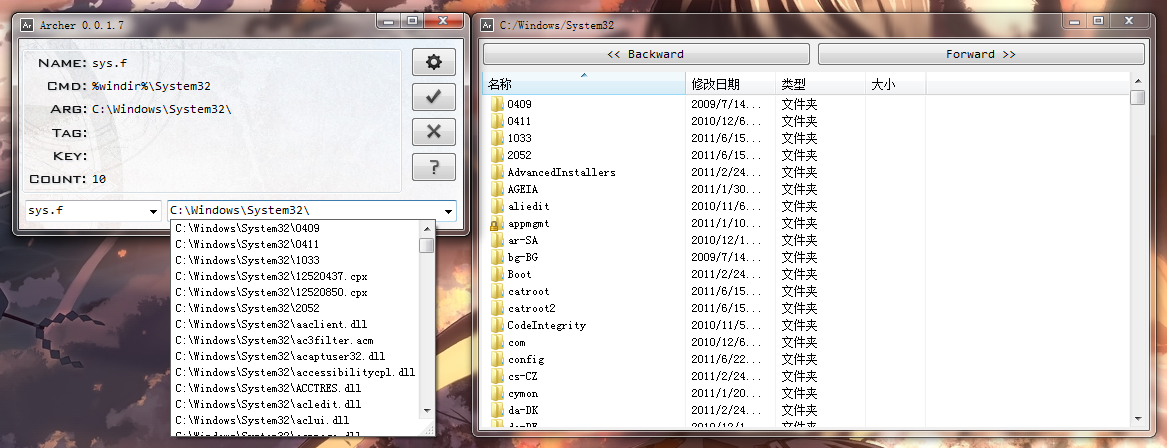 Ar Archer 0.0.1.7
NAME: sys.f
CMD: %windir%\System32
ARG: C:\Windows\System32\
TAG:
KEY:
COUNT: 10
?
sys.f C:\Windows\System32\
C:\Windows\System32\0409
C:\Windows\System32\0411
C:\Windows\System32\1033
C:\Windows\System32\12520437.cpx
C:\Windows\System32\12520850.cpx
C:\Windows\System32\2052
C:\Windows\System32\aaclient.dll
C:\Windows\System32\ac3filter.acm
C:\Windows\System32\acaptuser32.dll
C:\Windows\System32\accessibilitycpl.dll
C:\Windows\System32\ACCTRES.dll
C:\Windows\System32\acledit.dll
C:\Windows\System32\aclui.dll
Ar C:/Windows/System32
<< Backward Forward >>
名称 修改日期 类型 大小
0409 2009/7/14... 文件夹
0411 2010/12/6... 文件夹
1033 2011/6/15... 文件夹
2052 2011/6/15... 文件夹
AdvancedInstallers 2011/2/24... 文件夹
AGEIA 2011/1/30... 文件夹
aliedit 2010/11/6... 文件夹
appmgmt 2011/1/10... 文件夹
ar-SA 2010/12/1... 文件夹
bg-BG 2009/7/14... 文件夹
Boot 2011/2/24... 文件夹
catroot 2011/6/15... 文件夹
catroot2 2011/6/15... 文件夹
CodeIntegrity 2010/11/5... 文件夹
com 2010/12/6... 文件夹
config 2011/6/22... 文件夹
cs-CZ 2011/2/24... 文件夹
cymon 2011/1/20... 文件夹
da-DK 2011/2/24... 文件夹
de-DE 2010/12/1... 文件夹